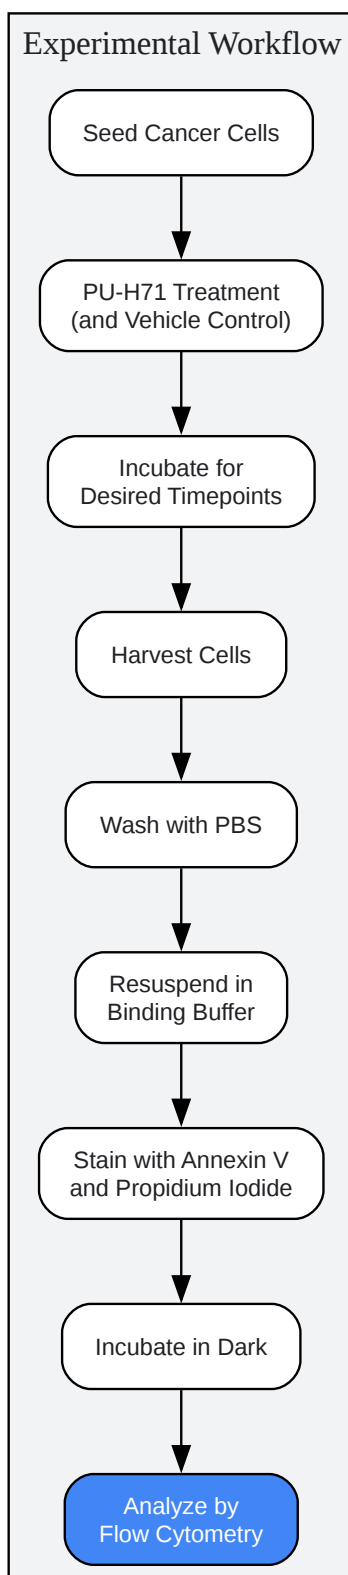 Experimental Workflow
Seed Cancer Cells
PU-H71 Treatment
(and Vehicle Control)
Incubate for
Desired Timepoints
Harvest Cells
Wash with PBS
Resuspend in
Binding Buffer
Stain with Annexin V
and Propidium Iodide
Incubate in Dark
Analyze by
Flow Cytometry